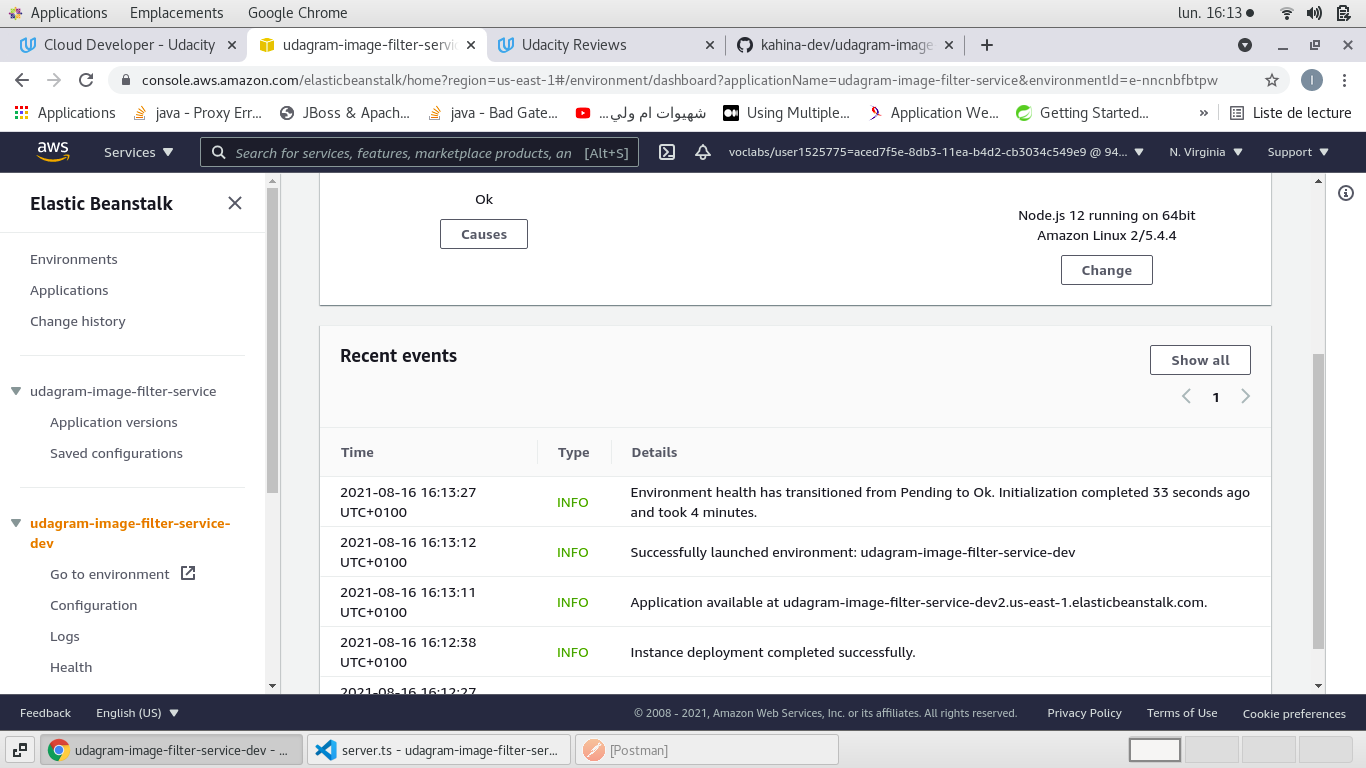 Applications Emplacements Google Chrome lun. 16:13
Cloud Developer - Udacity udagram-image-filter-servic Udacity Reviews kahina-dev/udagram-image
console.aws.amazon.com/elasticbeanstalk/home?region=us-east-1#/environment/dashboard?applicationName=udagram-image-filter-service&environmentId=e-nncnbfbtpw I
Applications java - Proxy Err... JBoss & Apach... java - Bad Gate... شهيوات ام ولي... Using Multiple... Application We... Getting Started... » Liste de lecture
aws Services Search for services, features, marketplace products, an [Alt+S] voclabs/user1525775=aced7f5e-8db3-11ea-b4d2-cb3034c549e9 @ 94... N. Virginia Support
Elastic Beanstalk
Environments
Applications
Change history
udagram-image-filter-service
Application versions
Saved configurations
udagram-image-filter-service-
dev
Go to environment
Configuration
Logs
Health
Ok
Causes
Node.js 12 running on 64bit
Amazon Linux 2/5.4.4
Change
Recent events
Show all
1
Time Type Details
2021-08-16 16:13:27
UTC+0100
INFO
Environment health has transitioned from Pending to Ok. Initialization completed 33 seconds ago
and took 4 minutes.
2021-08-16 16:13:12
UTC+0100
INFO
Successfully launched environment: udagram-image-filter-service-dev
2021-08-16 16:13:11
UTC+0100
INFO
Application available at udagram-image-filter-service-dev2.us-east-1.elasticbeanstalk.com.
2021-08-16 16:12:38
UTC+0100
INFO
Instance deployment completed successfully.
2021-08-16 16:12:27
Feedback English (US) © 2008 - 2021, Amazon Web Services, Inc. or its affiliates. All rights reserved. Privacy Policy Terms of Use Cookie preferences
udagram-image-filter-service-dev - ... server.ts - udagram-image-filter-ser... [Postman]